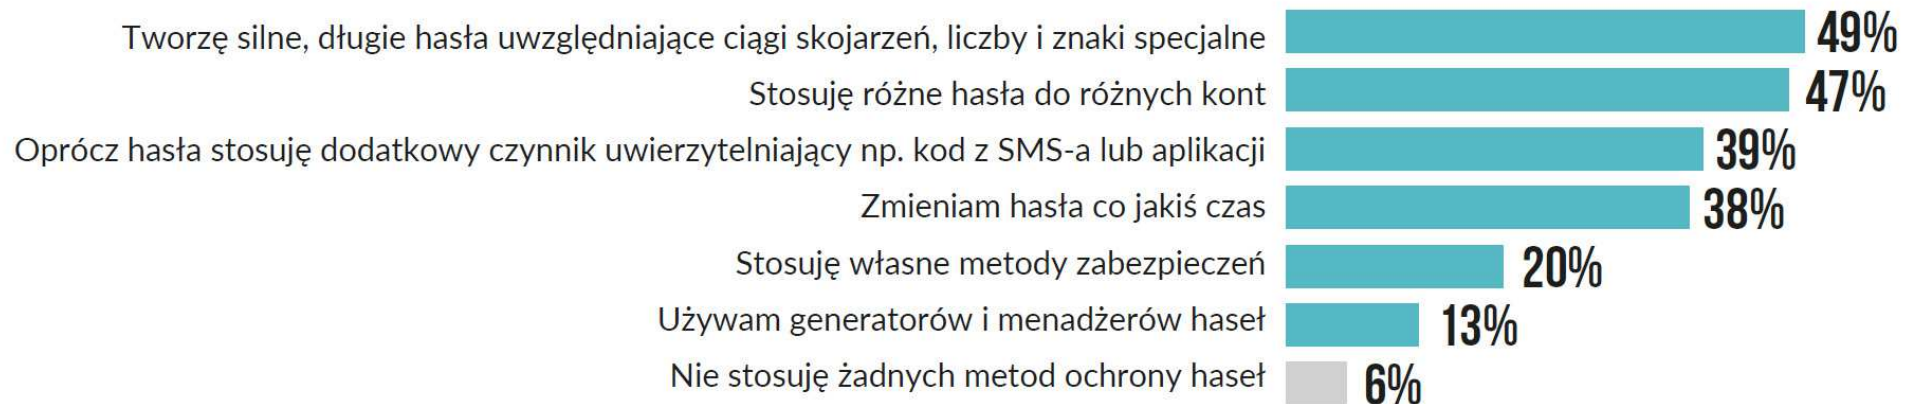 Tworzę silne, długie hasła uwzględniające ciągi skojarzeń, liczby i znaki specjalne 49%
Stosuję różne hasła do różnych kont 47%
Oprócz hasła stosuję dodatkowy czynnik uwierzytelniający np. kod z SMS-a lub aplikacji 39%
Zmieniam hasła co jakiś czas 38%
Stosuję własne metody zabezpieczeń 20%
Używam generatorów i menadżerów haseł 13%
Nie stosuję żadnych metod ochrony haseł 6%